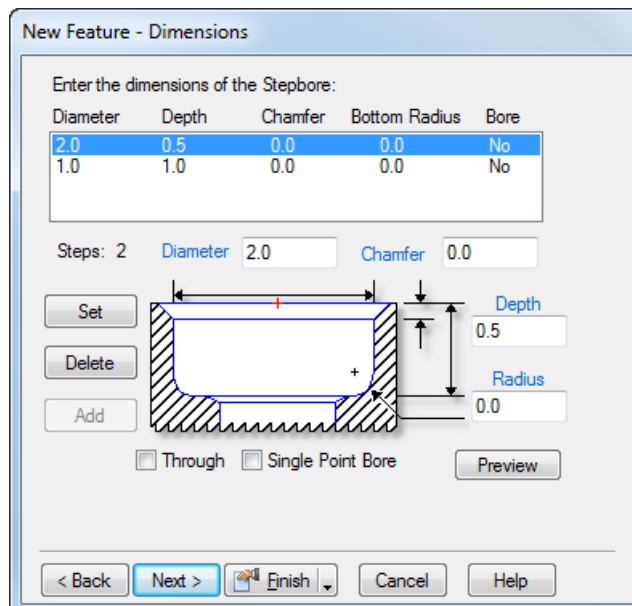 New Feature - Dimensions
Enter the dimensions of the Stepbore:
Diameter Depth Chamfer Bottom Radius Bore
2.0 0.5 0.0 0.0 No
1.0 1.0 0.0 0.0 No
Steps: 2 Diameter 2.0 Chamfer 0.0
Set
Depth
0.5
Delete
Radius
0.0
Add
Through Single Point Bore Preview
< Back Next > Finish Cancel Help